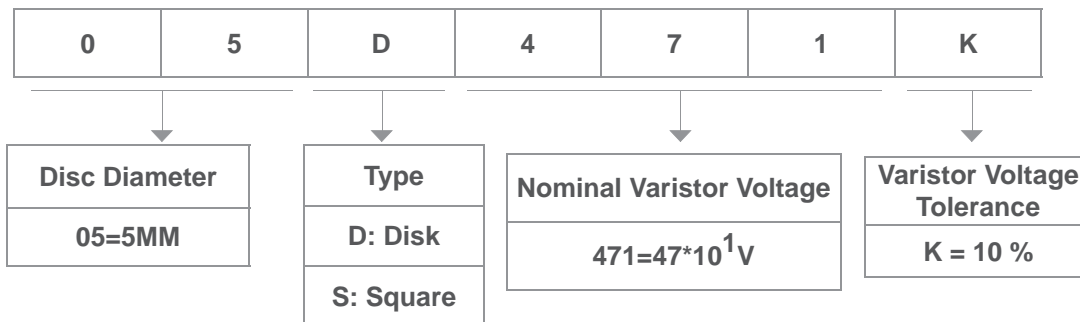 0 5 D 4 7 1 K
Disc Diameter
05=5MM
Type
D: Disk
S: Square
Nominal Varistor Voltage
471=47*10¹V
Varistor Voltage
Tolerance
K = 10 %